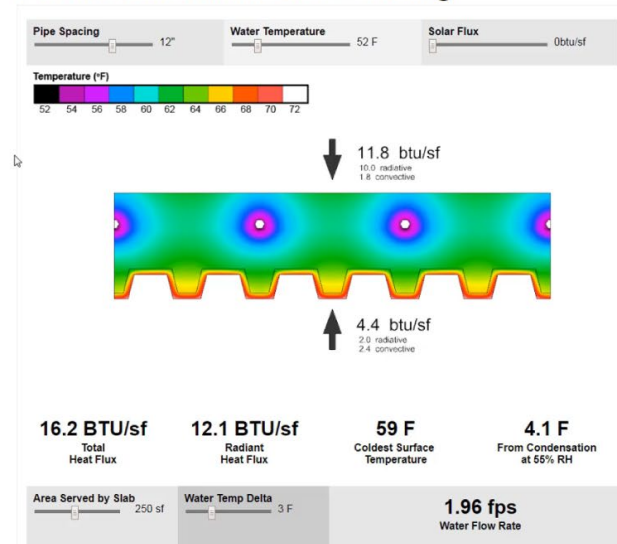 Pipe Spacing
12"
Water Temperature
52 F
Solar Flux
0btu/sf
Temperature (°F)
52 54 56 58 60 62 64 66 68 70 72
11.8 btu/sf
10.0 radiative
1.8 convective
4.4 btu/sf
2.0 radiative
2.4 convective
16.2 BTU/sf
Total
Heat Flux
12.1 BTU/sf
Radiant
Heat Flux
59 F
Coldest Surface
Temperature
4.1 F
From Condensation
at 55% RH
Area Served by Slab
250 sf
Water Temp Delta
3 F
1.96 fps
Water Flow Rate